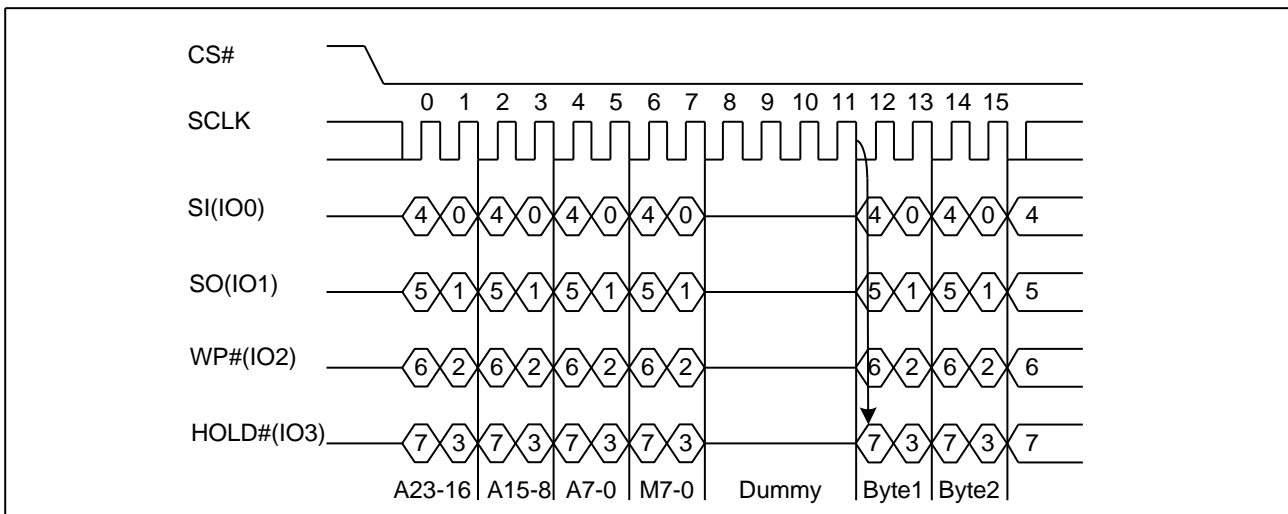 CS#
0 1 2 3 4 5 6 7 8 9 10 11 12 13 14 15
SCLK
SI(IO0) 4 0 4 0 4 0 4 0 4 0 4 0 4
SO(IO1) 5 1 5 1 5 1 5 1 5 1 5 1 5
WP#(IO2) 6 2 6 2 6 2 6 2 6 2 6 2 6
HOLD#(IO3) 7 3 7 3 7 3 7 3 7 3 7 3 7
A23-16 A15-8 A7-0 M7-0 Dummy Byte1 Byte2